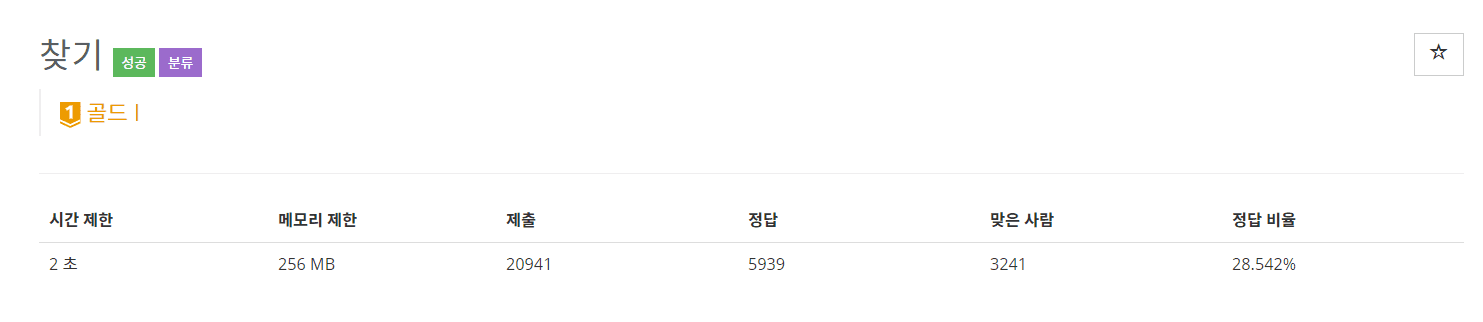 찾기 성공 분류
☆
1 골드 I
시간 제한 메모리 제한 제출 정답 맞은 사람 정답 비율
2 초 256 MB 20941 5939 3241 28.542%